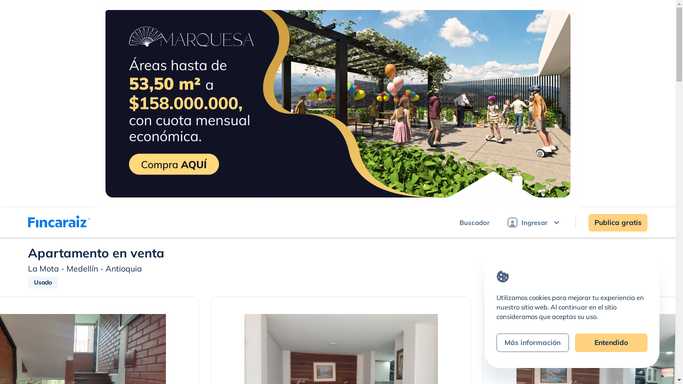 MARQUESA
Áreas hasta de
53,50 m² a
$158.000.000,
con cuota mensual
económica.
Compra AQUÍ
Fincaraiz
Buscador
Ingresar
Publica gratis
Apartamento en venta
La Mota - Medellín - Antioquia
Usado
Utilizamos cookies para mejorar tu experiencia en
nuestro sitio web. Al continuar en el sitio
consideramos que aceptas su uso.
Más información
Entendido